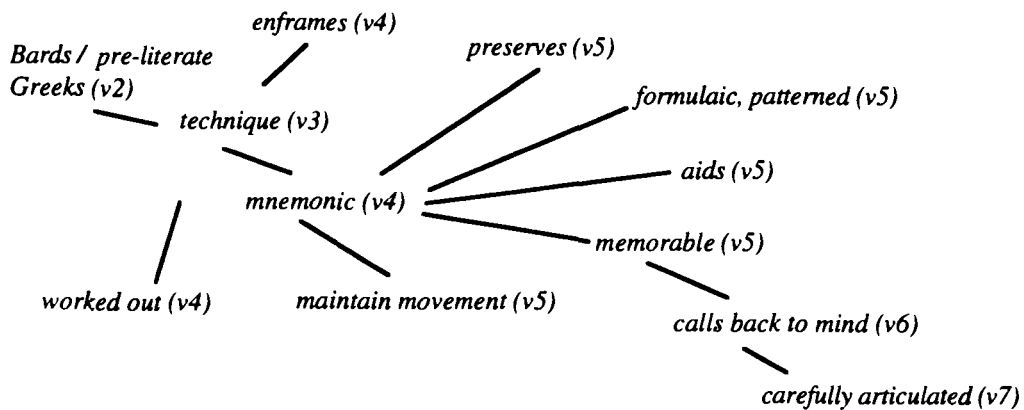 enframes (v4)
Bards / pre-literate
Greeks (v2)
preserves (v5)
formulaic, patterned (v5)
technique (v3)
aids (v5)
mnemonic (v4)
memorable (v5)
worked out (v4)
maintain movement (v5)
calls back to mind (v6)
carefully articulated (v7)